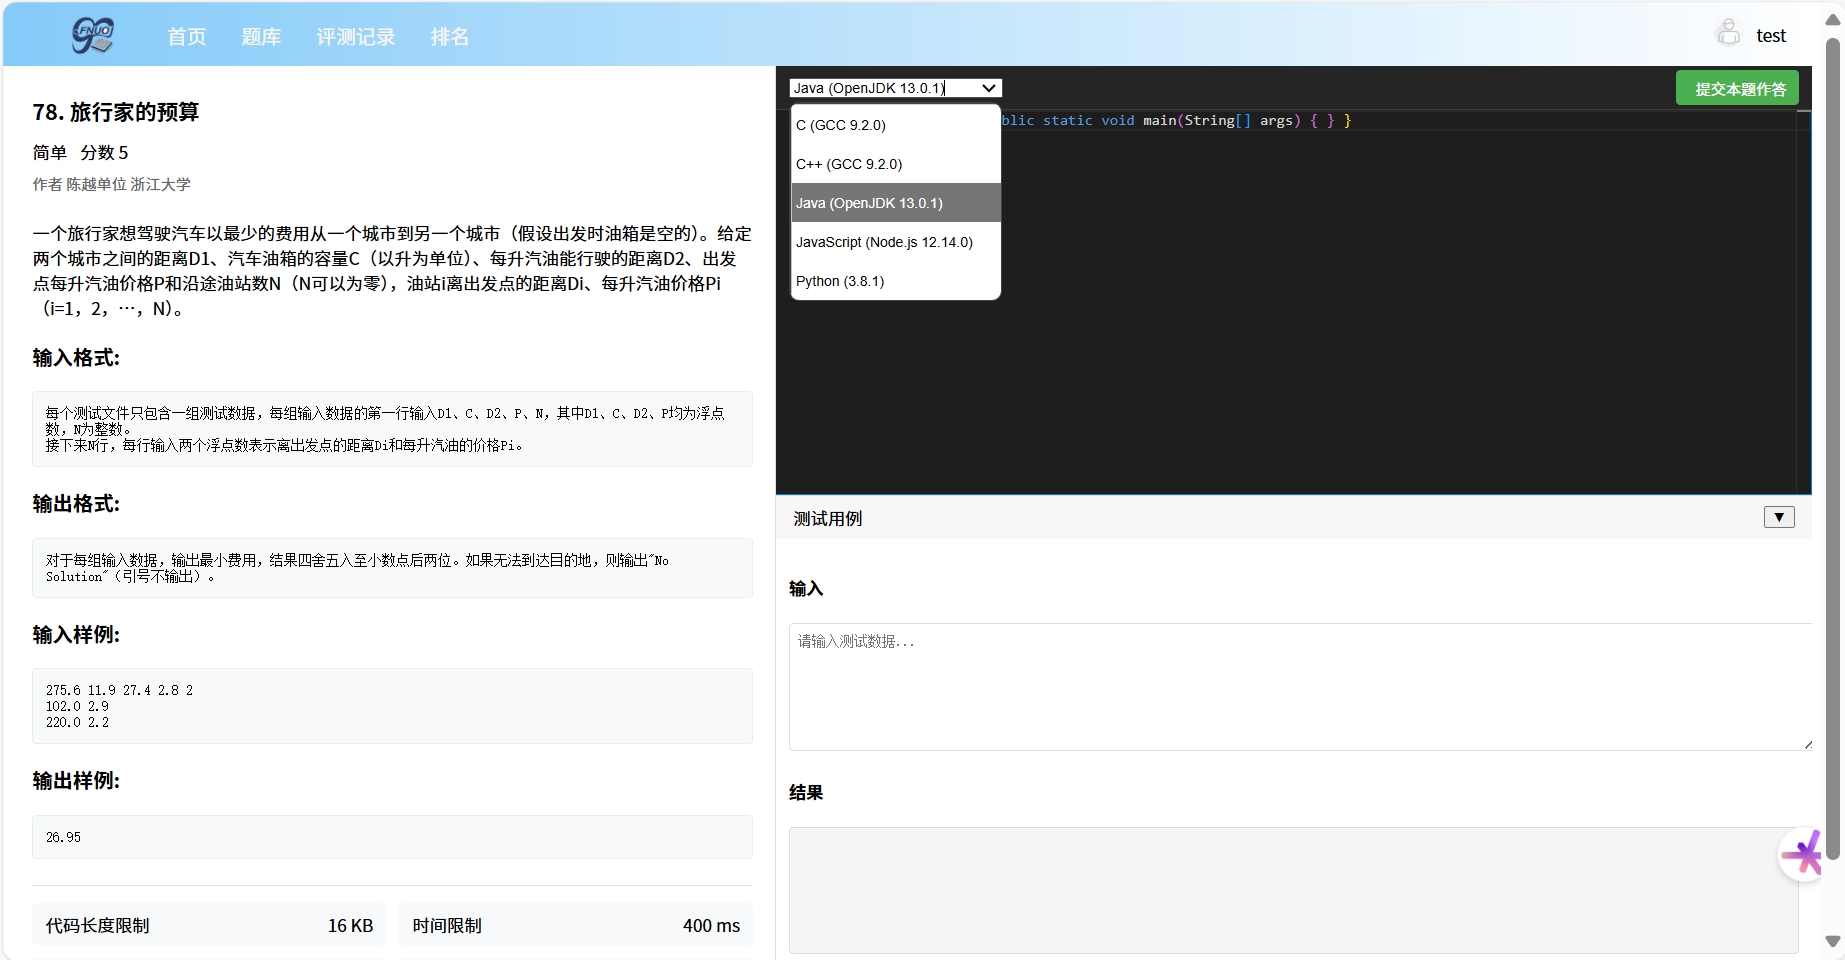 GFNUOJ
首页 题库 评测记录 排名
test
78. 旅行家的预算
简单 分数 5
作者 陈越单位 浙江大学
一个旅行家想驾驶汽车以最少的费用从一个城市到另一个城市（假设出发时油箱是空的）。给定
两个城市之间的距离D1、汽车油箱的容量C（以升为单位）、每升汽油能行驶的距离D2、出发
点每升汽油价格P和沿途油站数N（N可以为零），油站i离出发点的距离Di、每升汽油价格Pi
（i=1，2，…，N）。
输入格式:
每个测试文件只包含一组测试数据，每组输入数据的第一行输入D1、C、D2、P、N，其中D1、C、D2、P均为浮点
数，N为整数。
接下来N行，每行输入两个浮点数表示离出发点的距离Di和每升汽油的价格Pi。
输出格式:
对于每组输入数据，输出最小费用，结果四舍五入至小数点后两位。如果无法到达目的地，则输出"No
Solution"（引号不输出）。
输入样例:
275.6 11.9 27.4 2.8 2
102.0 2.9
220.0 2.2
输出样例:
26.95
代码长度限制 16 KB
时间限制 400 ms
Java (OpenJDK 13.0.1)
提交本题作答
C (GCC 9.2.0)
C++ (GCC 9.2.0)
Java (OpenJDK 13.0.1)
JavaScript (Node.js 12.14.0)
Python (3.8.1)
blic static void main(String[] args) { } }
测试用例
▼
输入
请输入测试数据...
结果